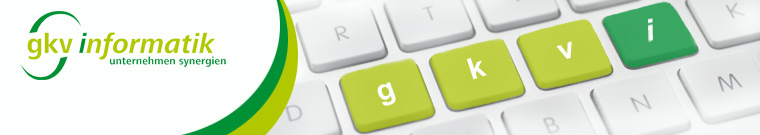 gkv informatik
unternehmen synergien
R T K L
g k v i
D B N M